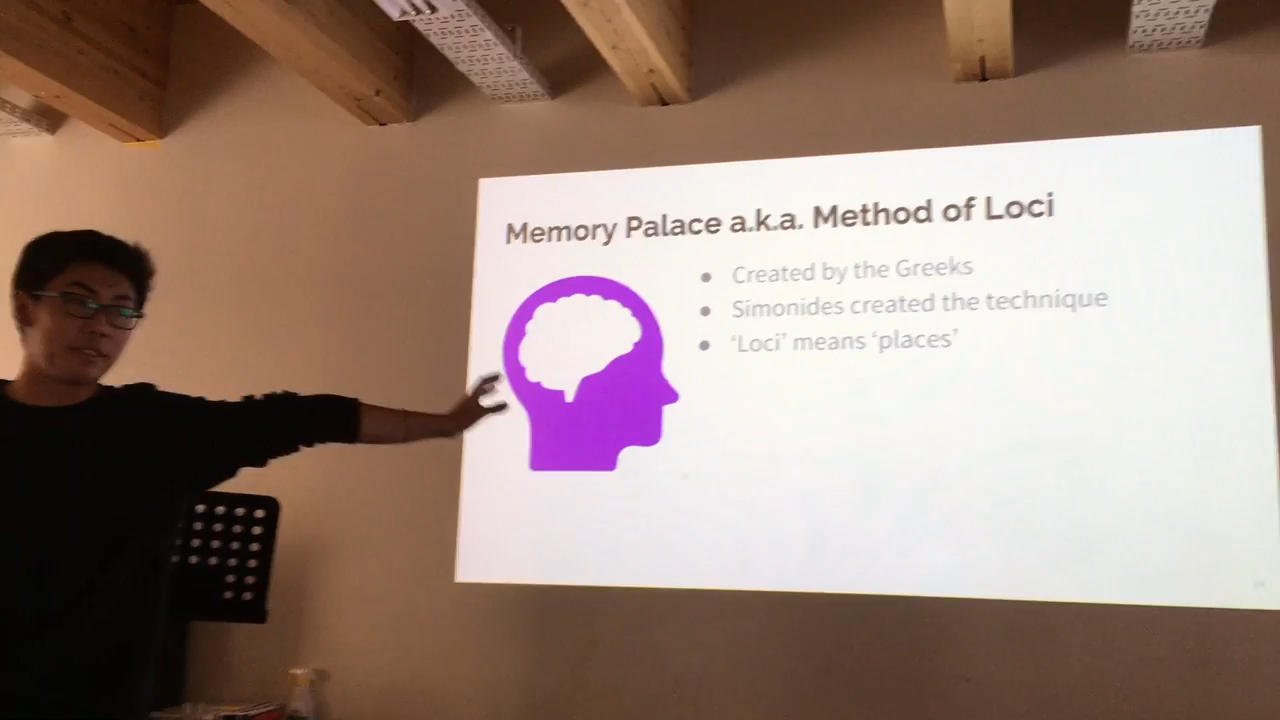 Memory Palace a.k.a. Method of Loci
● Created by the Greeks
● Simonides created the technique
● ‘Loci’ means ‘places’